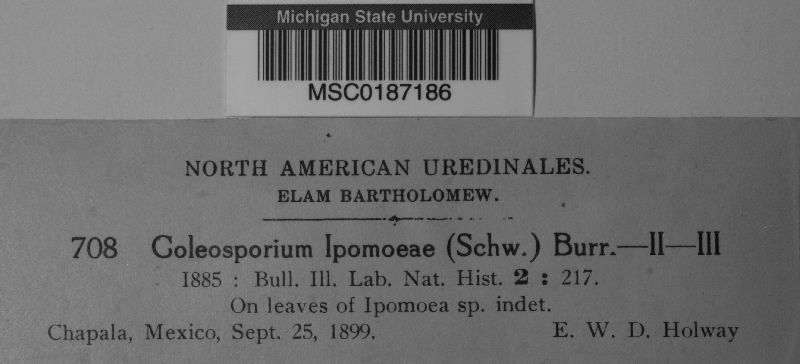 Michigan State University
MSC0187186
NORTH AMERICAN UREDINALES.
ELAM BARTHOLOMEW.
708 Coleosporium Ipomoeae (Schw.) Burr.—II—III
1885 : Bull. Ill. Lab. Nat. Hist. 2 : 217.
On leaves of Ipomoea sp. indet.
Chapala, Mexico, Sept. 25, 1899. E. W. D. Holway